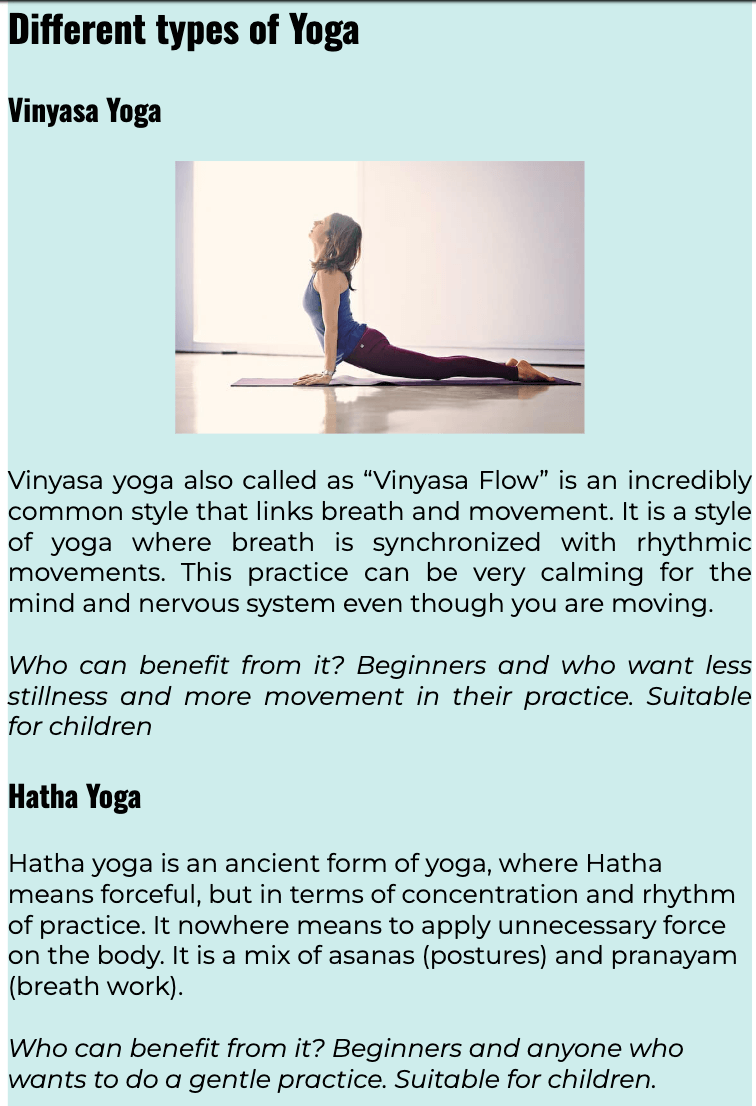 Different types of Yoga
Vinyasa Yoga
Vinyasa yoga also called as “Vinyasa Flow” is an incredibly
common style that links breath and movement. It is a style
of yoga where breath is synchronized with rhythmic
movements. This practice can be very calming for the
mind and nervous system even though you are moving.
Who can benefit from it? Beginners and who want less
stillness and more movement in their practice. Suitable
for children
Hatha Yoga
Hatha yoga is an ancient form of yoga, where Hatha
means forceful, but in terms of concentration and rhythm
of practice. It nowhere means to apply unnecessary force
on the body. It is a mix of asanas (postures) and pranayam
(breath work).
Who can benefit from it? Beginners and anyone who
wants to do a gentle practice. Suitable for children.